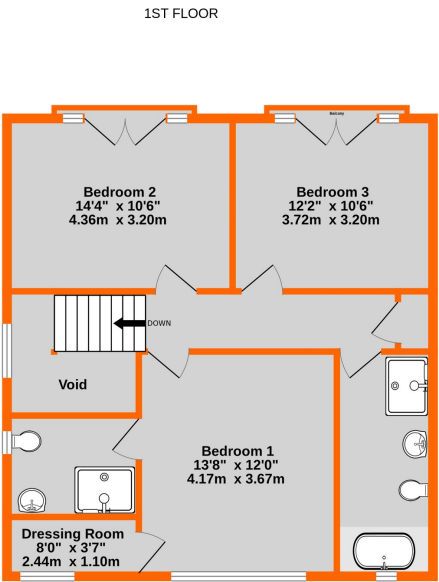 1ST FLOOR
Balcony
Bedroom 2
14'4" x 10'6"
4.36m x 3.20m
Bedroom 3
12'2" x 10'6"
3.72m x 3.20m
DOWN
Void
Bedroom 1
13'8" x 12'0"
4.17m x 3.67m
Dressing Room
8'0" x 3'7"
2.44m x 1.10m